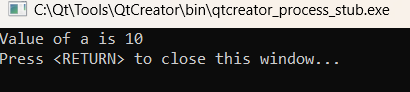 C:\Qt\Tools\QtCreator\bin\qtcreator_process_stub.exe
Value of a is 10
Press <RETURN> to close this window...